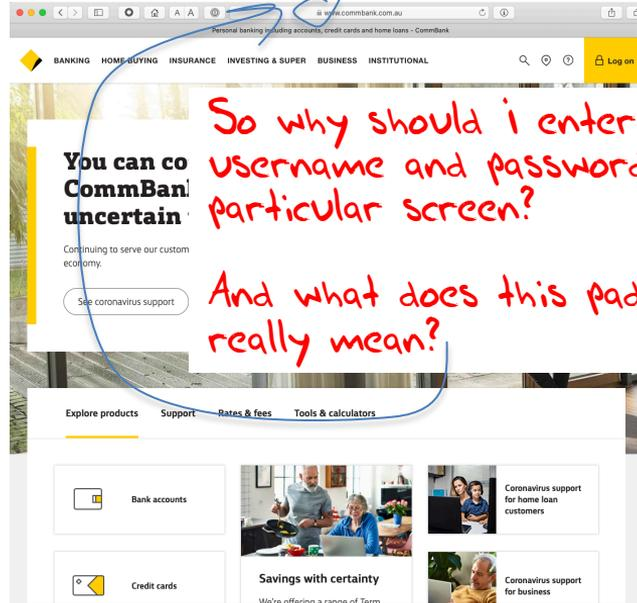 www.commbank.com.au
Personal banking including accounts, credit cards and home loans - CommBank
BANKING HOME BUYING INSURANCE INVESTING & SUPER BUSINESS INSTITUTIONAL
Log on
So why should i enter
username and password
particular screen?
And what does this pad
really mean?
You can co
CommBan
uncertain
Continuing to serve our custom
economy.
See coronavirus support
Explore products Support Rates & fees Tools & calculators
Bank accounts
Coronavirus support
for home loan
customers
Credit cards
Savings with certainty
We're offering a range of Term
Coronavirus support
for business